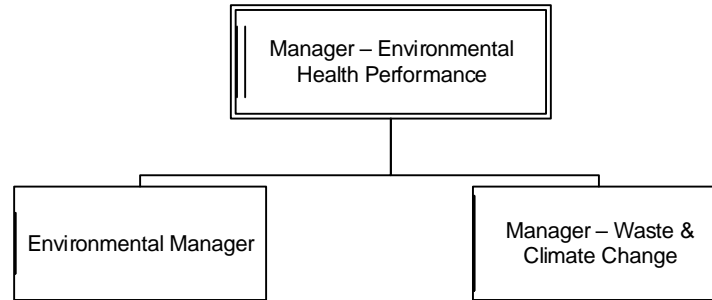 Manager – Environmental
Health Performance
Environmental Manager
Manager – Waste &
Climate Change